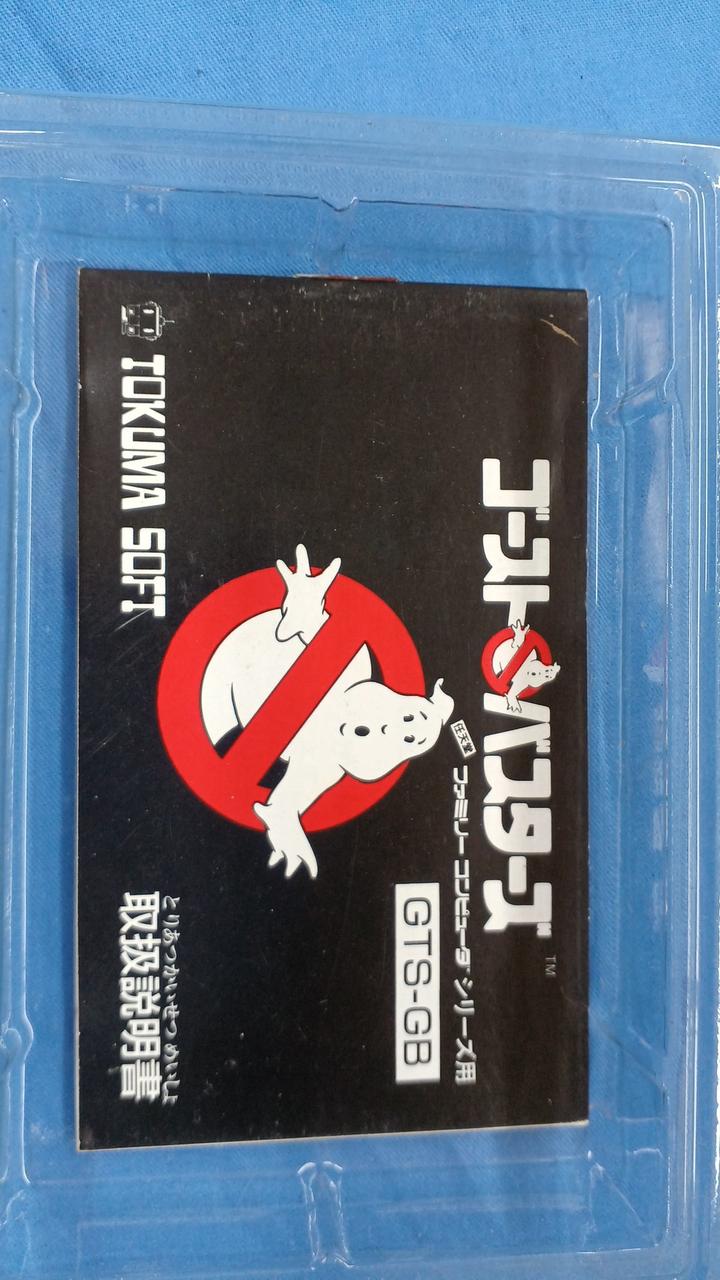 ゴーストバスターズ
TM
任天堂 ファミリーコンピュータシリーズ用
GTS-GB
TOKUMA SOFT
とりあつかいせつめいしょ
取扱説明書